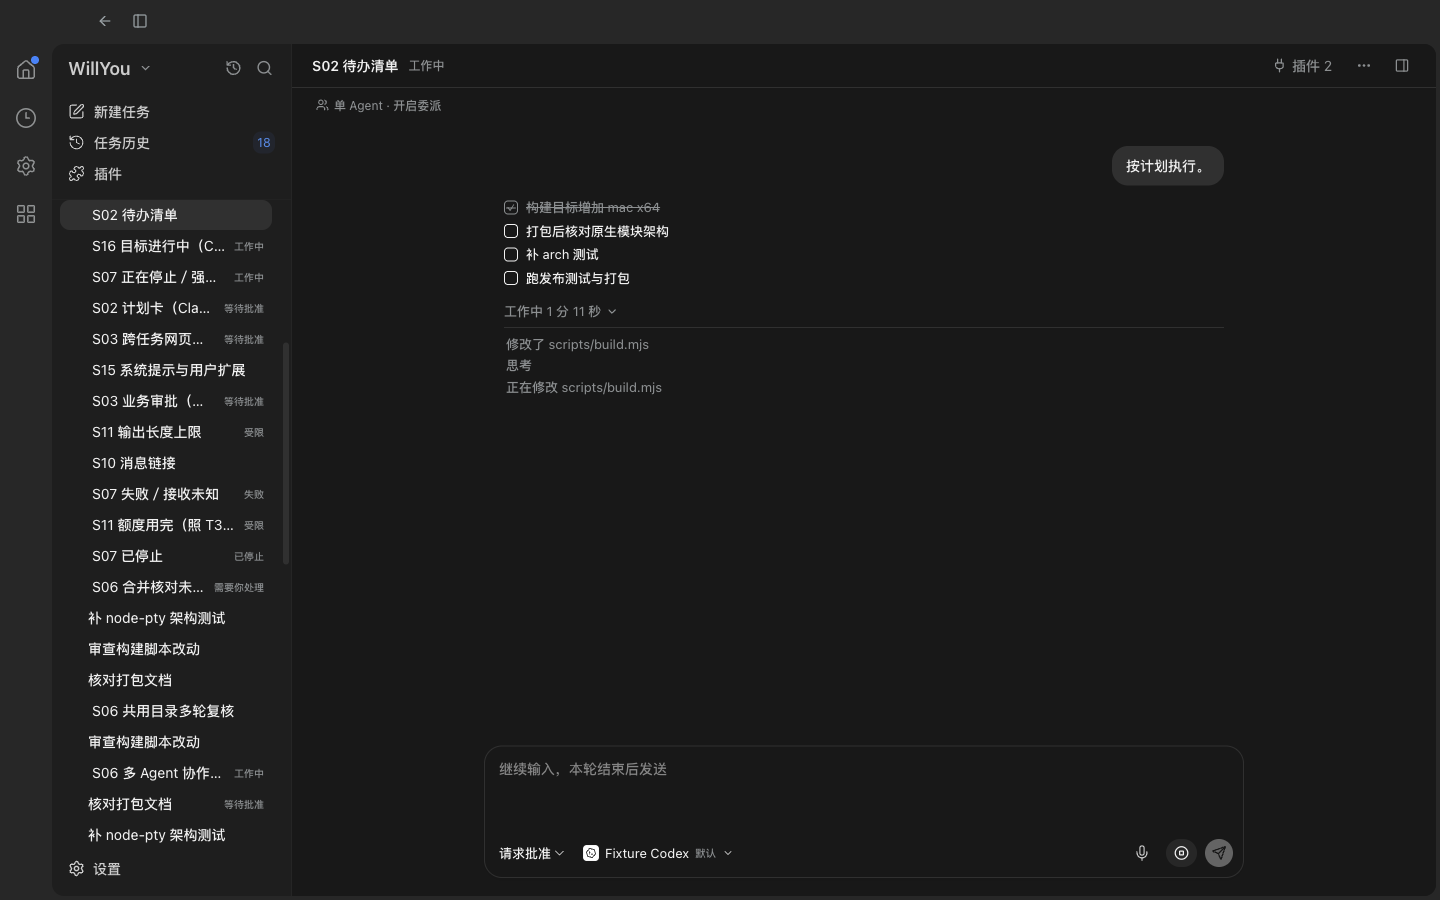 WillYou
新建任务
任务历史 18
插件
S02 待办清单
S16 目标进行中（C... 工作中
S07 正在停止 / 强... 工作中
S02 计划卡（Cla... 等待批准
S03 跨任务网页... 等待批准
S15 系统提示与用户扩展
S03 业务审批（... 等待批准
S11 输出长度上限 受限
S10 消息链接
S07 失败 / 接收未知 失败
S11 额度用完（照 T3... 受限
S07 已停止 已停止
S06 合并核对未... 需要你处理
补 node-pty 架构测试
审查构建脚本改动
核对打包文档
S06 共用目录多轮复核
审查构建脚本改动
S06 多 Agent 协作... 工作中
核对打包文档 等待批准
补 node-pty 架构测试
设置
S02 待办清单 工作中
插件 2
单 Agent · 开启委派
按计划执行。
构建目标增加 mac x64
打包后核对原生模块架构
补 arch 测试
跑发布测试与打包
工作中 1 分 11 秒
修改了 scripts/build.mjs
思考
正在修改 scripts/build.mjs
继续输入，本轮结束后发送
请求批准 Fixture Codex 默认